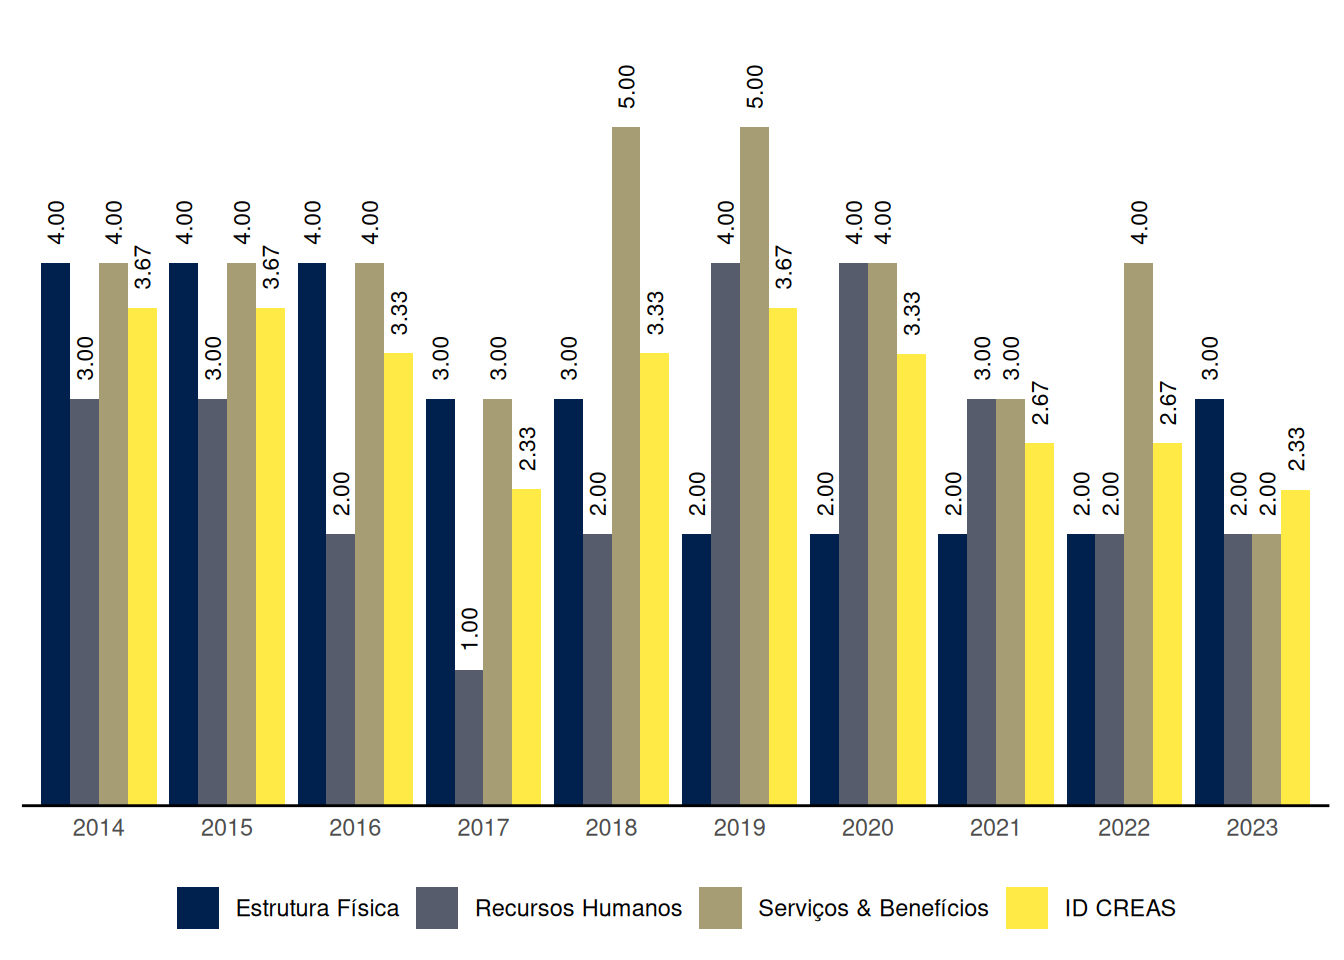 5.00 5.00
4.00 4.00 4.00 4.00 4.00 4.00 4.00 4.00 4.00 4.00
3.67 3.67 3.67
3.33 3.33 3.33
3.00 3.00 3.00 3.00 3.00 3.00 3.00 3.00
2.67 2.67
2.33 2.33
2.00 2.00 2.00 2.00 2.00 2.00 2.00 2.00 2.00
1.00
2014 2015 2016 2017 2018 2019 2020 2021 2022 2023
Estrutura Física Recursos Humanos Serviços & Benefícios ID CREAS